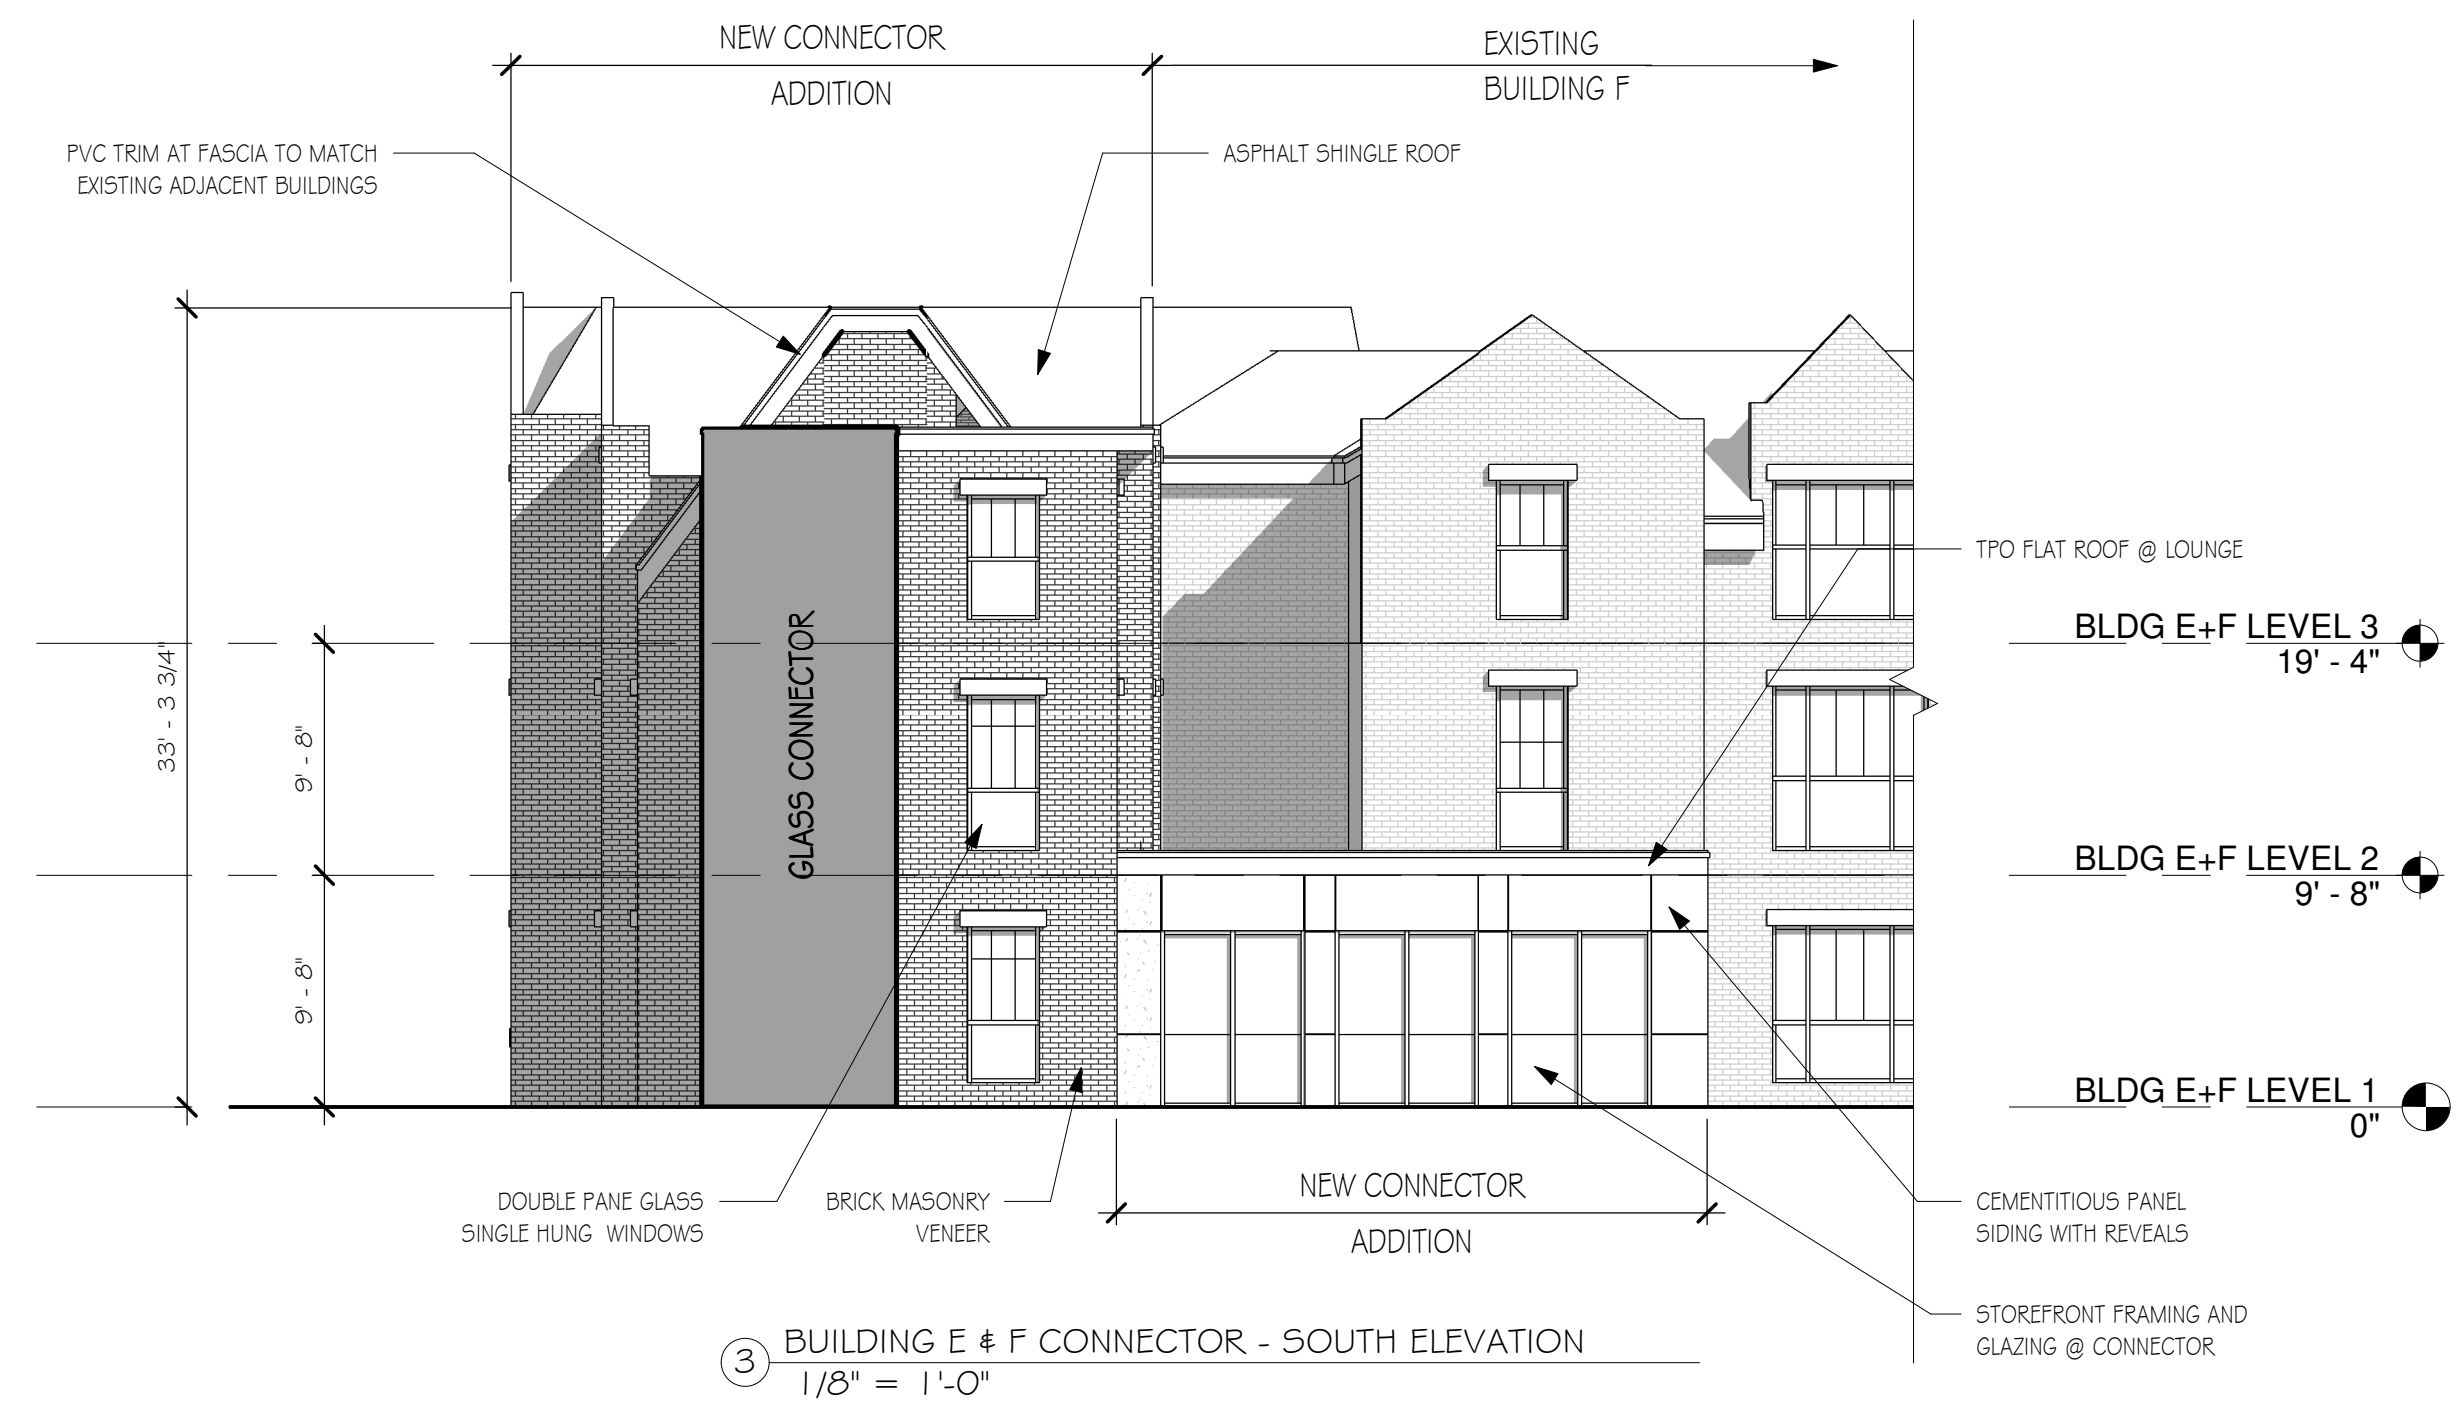 NEW CONNECTOR
ADDITION
EXISTING
BUILDING F
PVC TRIM AT FASCIA TO MATCH
EXISTING ADJACENT BUILDINGS
ASPHALT SHINGLE ROOF
TPO FLAT ROOF @ LOUNGE
BLDG E+F LEVEL 3
19' - 4"
33' - 3 3/4"
9' - 8"
GLASS CONNECTOR
BLDG E+F LEVEL 2
9' - 8"
9' - 8"
BLDG E+F LEVEL 1
0"
DOUBLE PANE GLASS
SINGLE HUNG WINDOWS
BRICK MASONRY
VENEER
NEW CONNECTOR
ADDITION
CEMENTITIOUS PANEL
SIDING WITH REVEALS
STOREFRONT FRAMING AND
GLAZING @ CONNECTOR
3 BUILDING E & F CONNECTOR - SOUTH ELEVATION
1/8" = 1'-0"